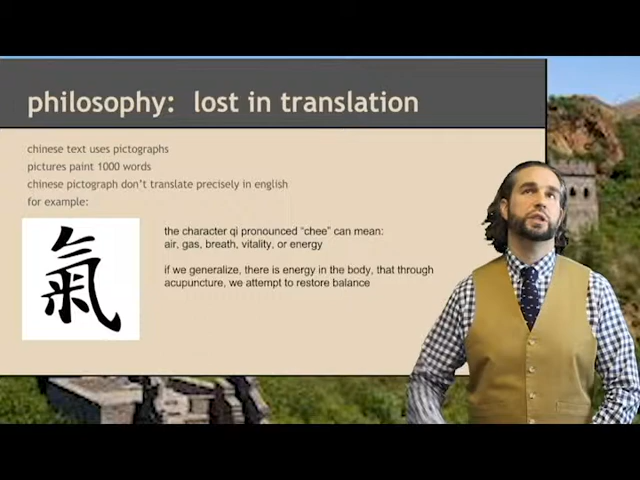 philosophy: lost in translation
chinese text uses pictographs
pictures paint 1000 words
chinese pictograph don't translate precisely in english
for example:
氣
the character qi pronounced "chee" can mean:
air, gas, breath, vitality, or energy
if we generalize, there is energy in the body, that through
acupuncture, we attempt to restore balance